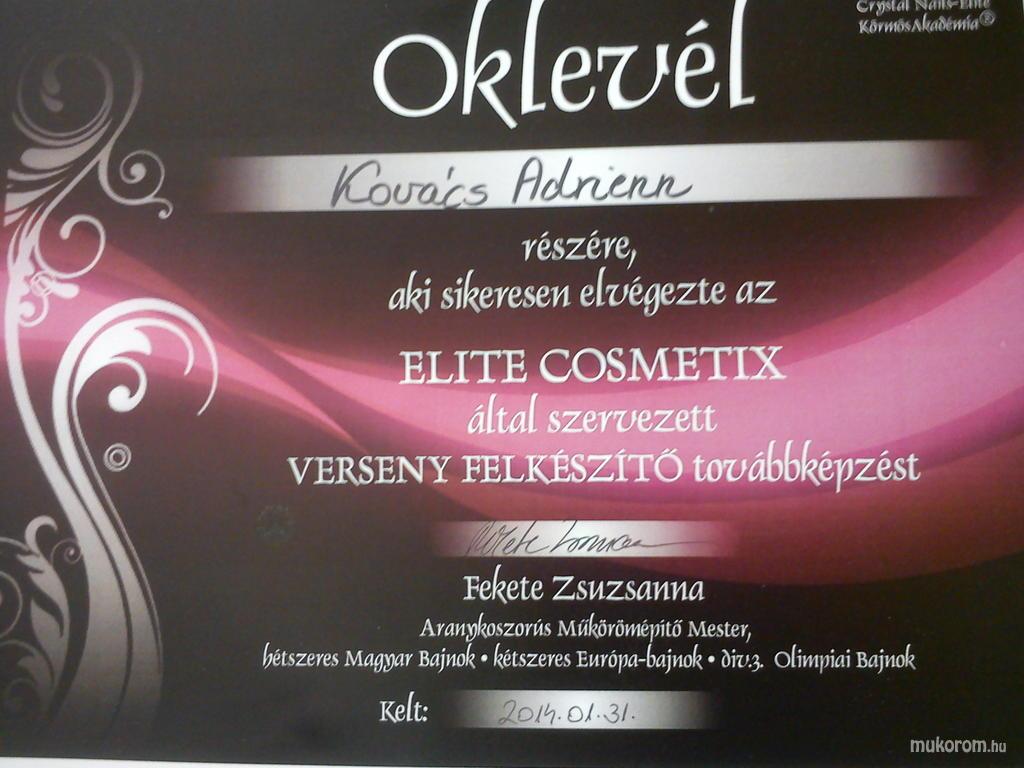 Crystal Nails-Elite
KörmösAkadémia®
Oklevél
Kovács Adrienn
részére,
aki sikeresen elvégezte az
ELITE COSMETIX
által szervezett
VERSENY FELKÉSZÍTŐ továbbképzést
Fekete Zsuzsanna
Aranykoszorús Műkörömépítő Mester,
hétszeres Magyar Bajnok • kétszeres Európa-bajnok • div.3. Olimpiai Bajnok
Kelt: 2014.01.31.
mukorom.hu